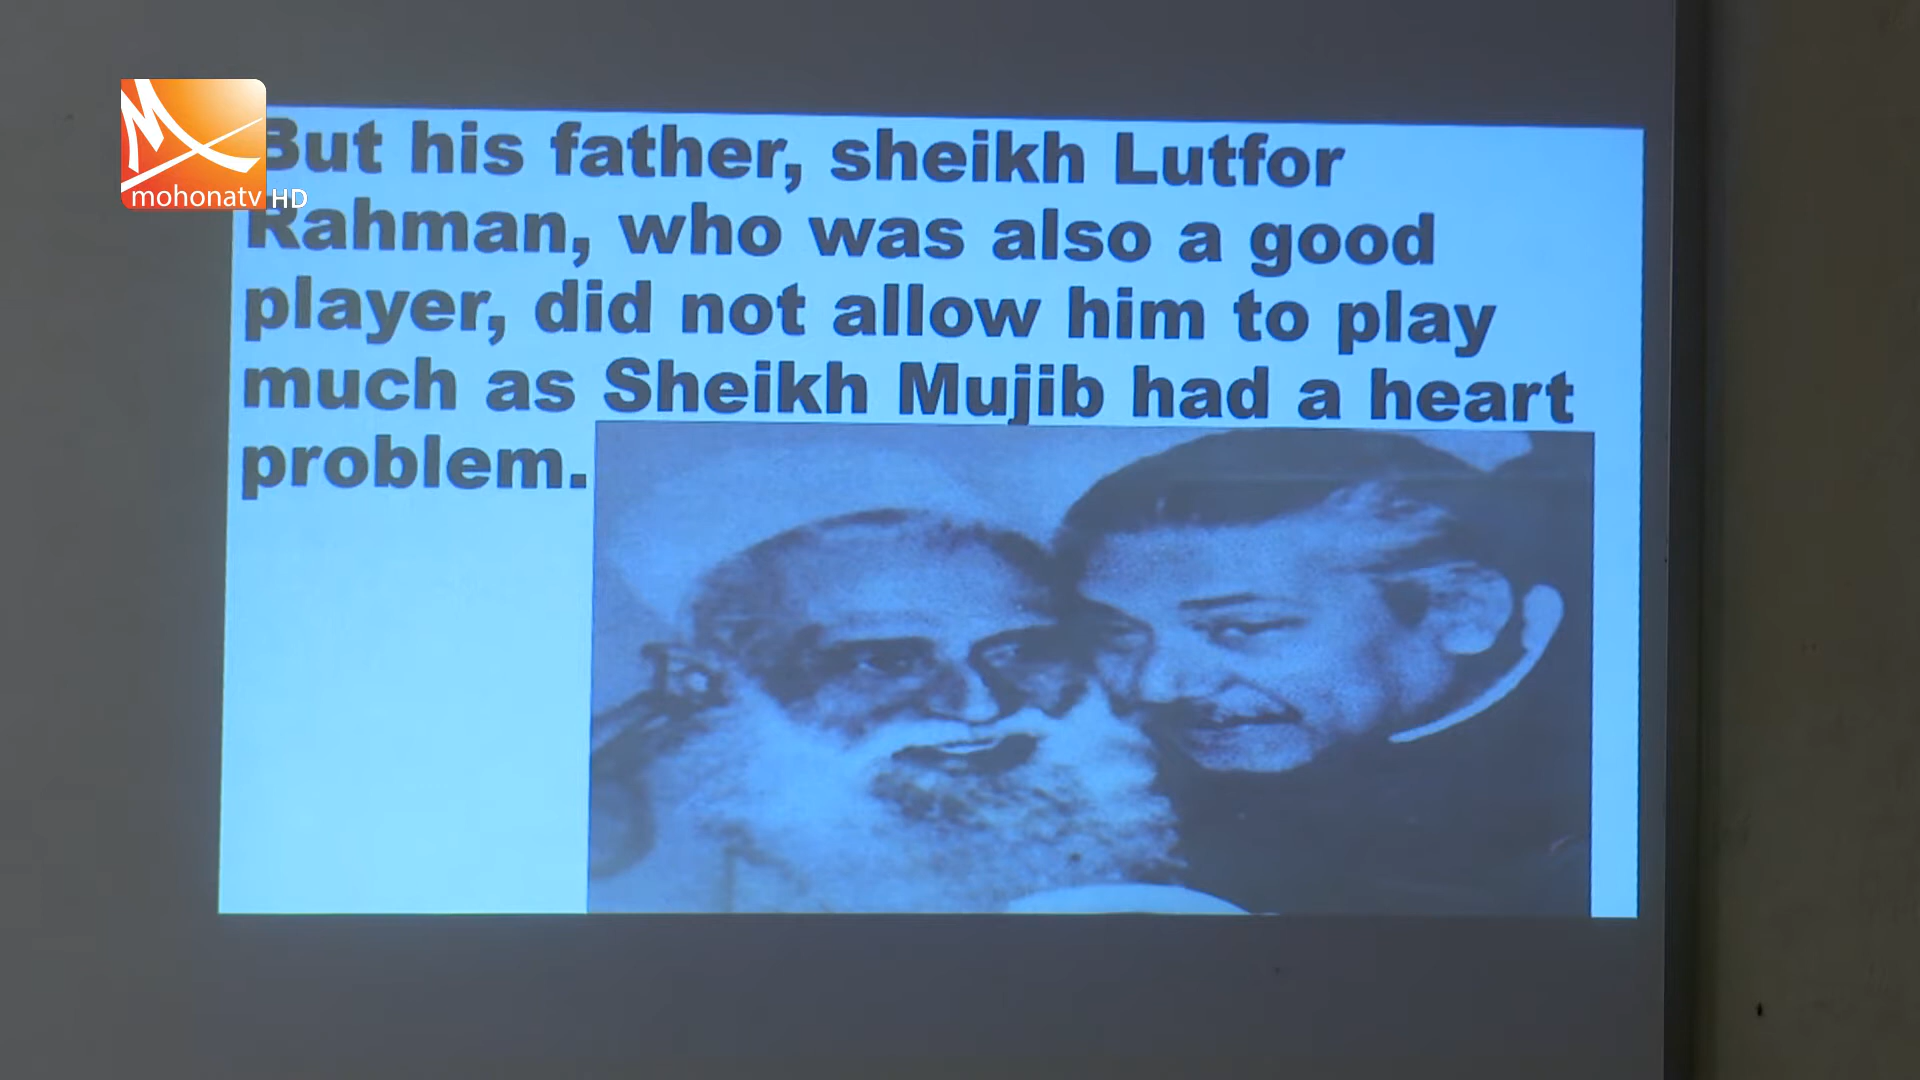 mohonatv HD
But his father, sheikh Lutfor
Rahman, who was also a good
player, did not allow him to play
much as Sheikh Mujib had a heart
problem.